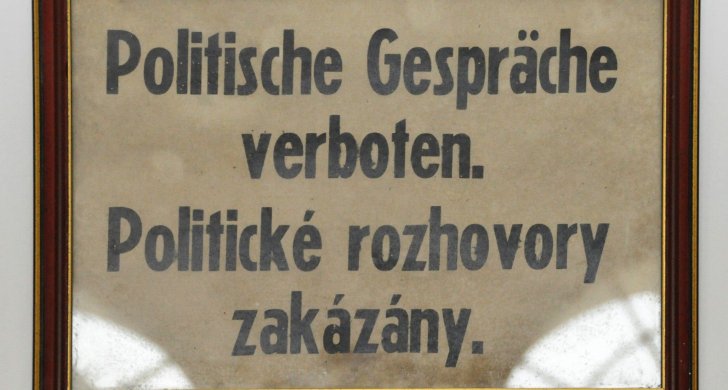 Politische Gespräche
verboten.
Politické rozhovory
zakázány.